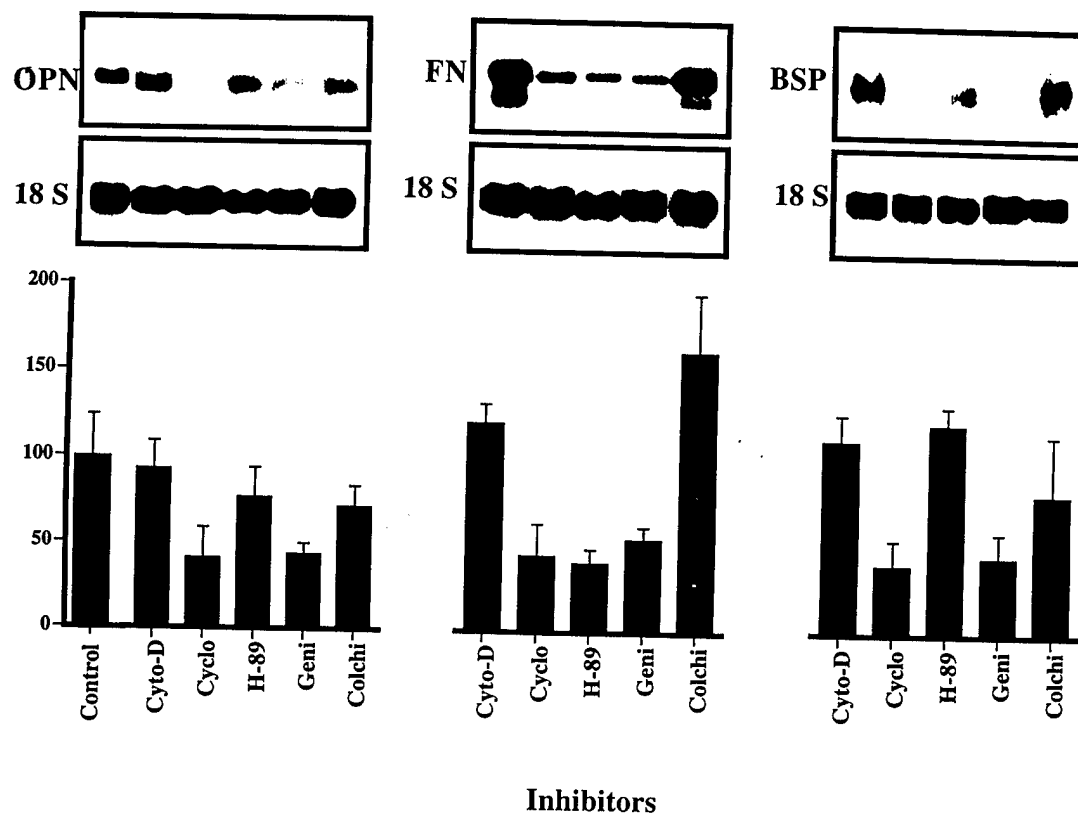 OPN
FN
BSP
18 S
18 S
18 S
200
150
100
50
0
Control
Cyto-D
Cyclo
H-89
Geni
Colchi
Cyto-D
Cyclo
H-89
Geni
Colchi
Cyto-D
Cyclo
H-89
Geni
Colchi
Inhibitors